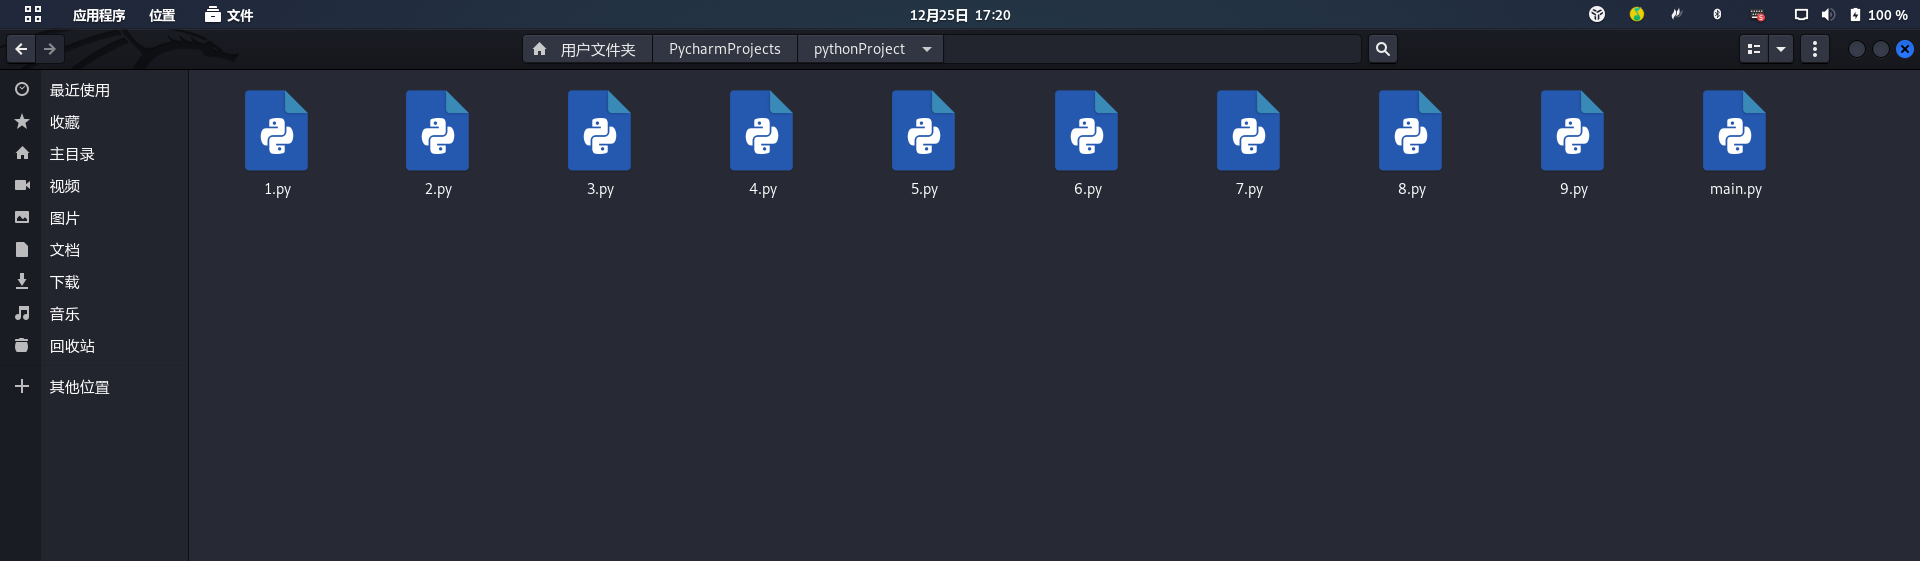 应用程序 位置 文件 12月25日 17:20 100 %
用户文件夹 PycharmProjects pythonProject
最近使用
收藏
主目录
视频
图片
文档
下载
音乐
回收站
其他位置
1.py 2.py 3.py 4.py 5.py 6.py 7.py 8.py 9.py main.py